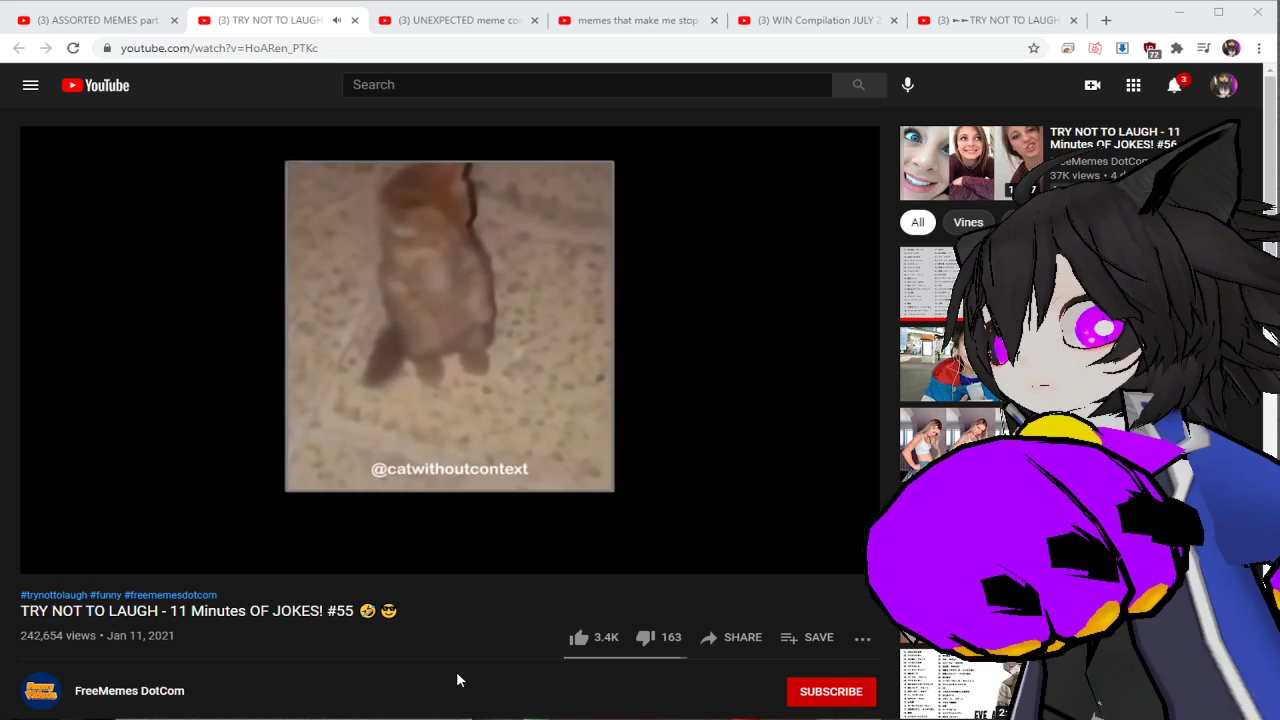 (3) ASSORTED MEMES part
(3) TRY NOT TO LAUGH
(3) UNEXPECTED meme con
memes that make me stop
(3) WIN Compilation JULY 2
(3) ►←TRY NOT TO LAUGH
youtube.com/watch?v=HoARen_PTKc
72
YouTube
Search
3
@catwithoutcontext
#trynottolaugh #funny #freememesdotcom
TRY NOT TO LAUGH - 11 Minutes OF JOKES! #55 🤣 😎
242,654 views • Jan 11, 2021
3.4K
163
SHARE
SAVE
SUBSCRIBE
TRY NOT TO LAUGH - 11
Minutes OF JOKES! #56
37K views • 4 d
All
Vines